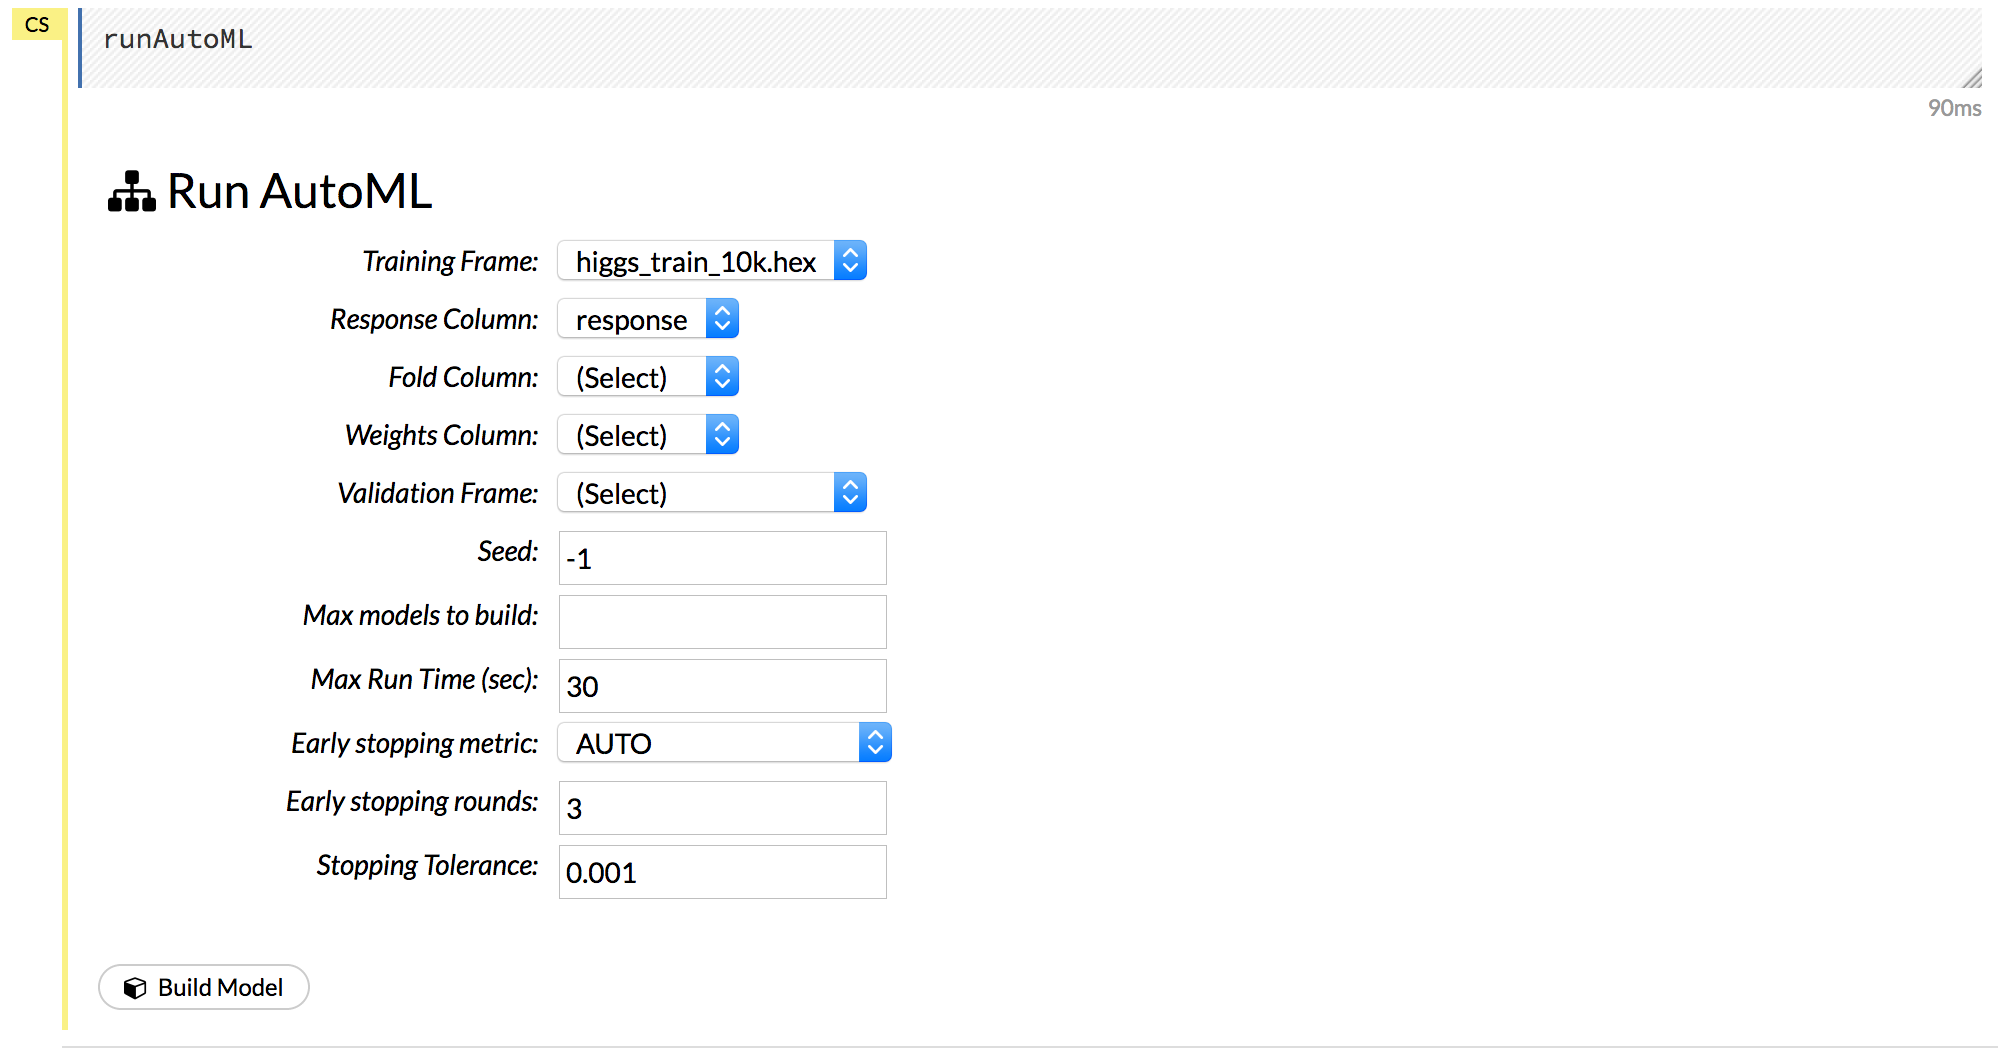 CS
runAutoML
90ms
Run AutoML
Training Frame: higgs_train_10k.hex
Response Column: response
Fold Column: (Select)
Weights Column: (Select)
Validation Frame: (Select)
Seed: -1
Max models to build:
Max Run Time (sec): 30
Early stopping metric: AUTO
Early stopping rounds: 3
Stopping Tolerance: 0.001
Build Model